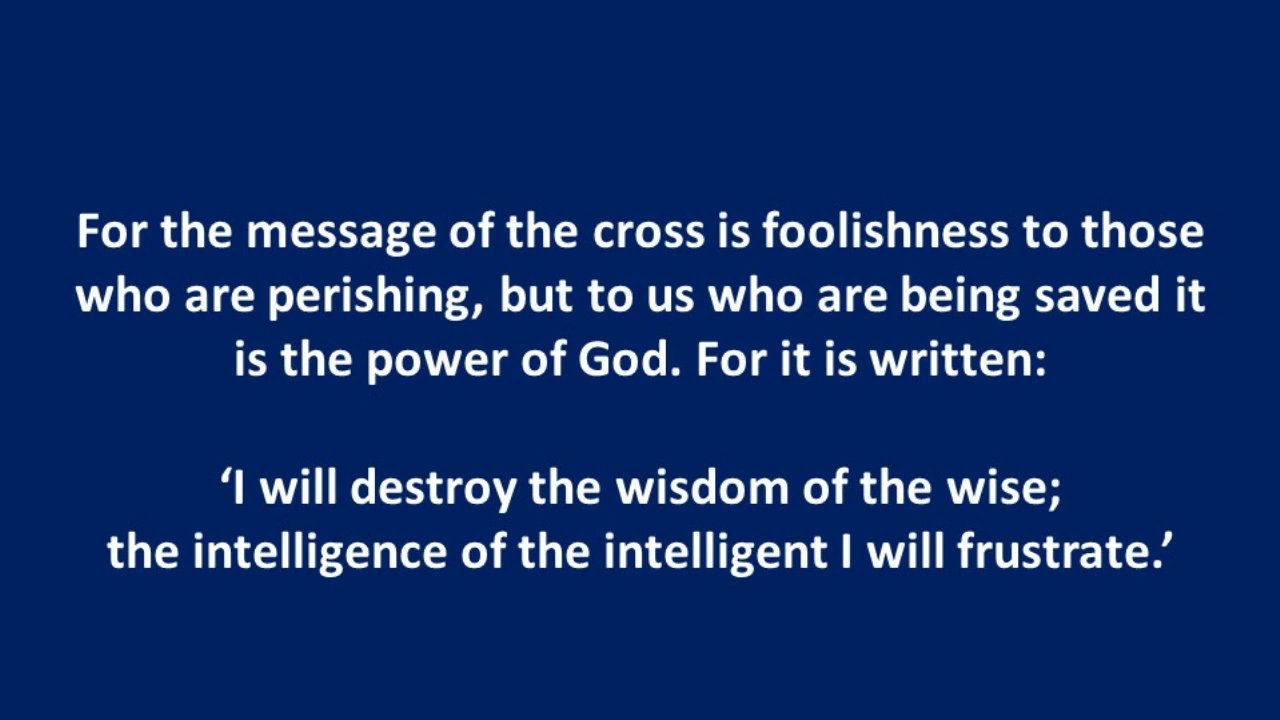 For the message of the cross is foolishness to those
who are perishing, but to us who are being saved it
is the power of God. For it is written:
‘I will destroy the wisdom of the wise;
the intelligence of the intelligent I will frustrate.’